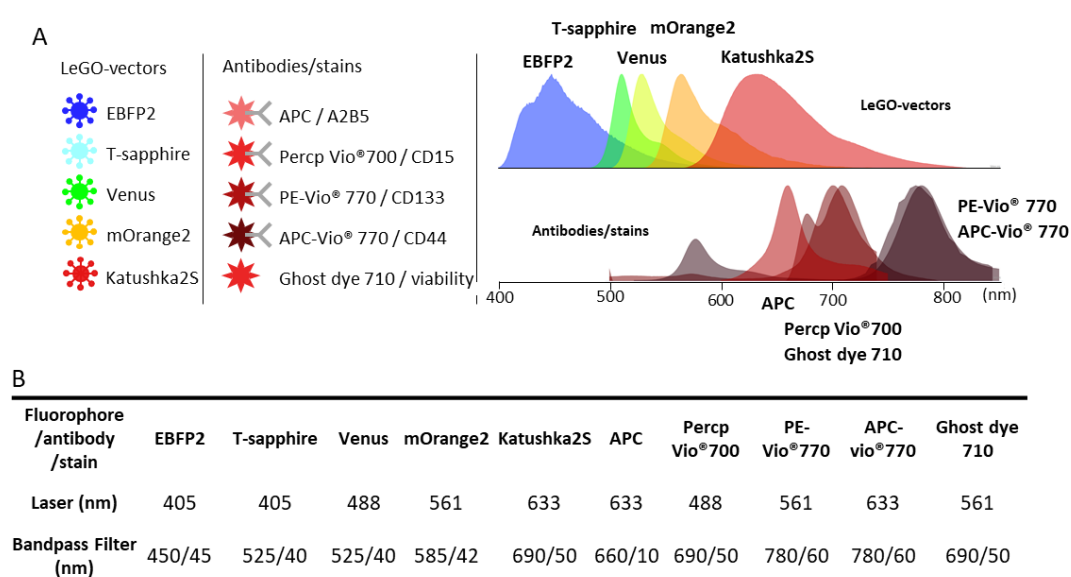 A
LeGO-vectors
EBFP2
T-sapphire
Venus
mOrange2
Katushka2S
Antibodies/stains
APC / A2B5
Percp Vio®700 / CD15
PE-Vio® 770 / CD133
APC-Vio® 770 / CD44
Ghost dye 710 / viability
T-sapphire mOrange2
EBFP2 Venus Katushka2S
LeGO-vectors
Antibodies/stains
PE-Vio® 770
APC-Vio® 770
400 500 600 700 800 (nm)
APC
Percp Vio®700
Ghost dye 710
B
Fluorophore
/antibody
/stain
EBFP2 T-sapphire Venus mOrange2 Katushka2S APC
Percp
Vio®700
PE-
Vio®770
APC-
vio®770
Ghost dye
710
Laser (nm) 405 405 488 561 633 633 488 561 633 561
Bandpass Filter
(nm)
450/45 525/40 525/40 585/42 690/50 660/10 690/50 780/60 780/60 690/50